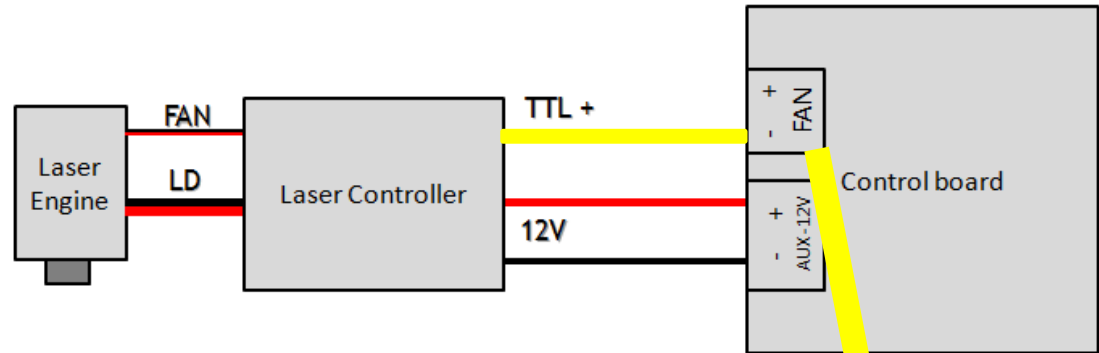 Laser
Engine
FAN
LD
Laser Controller
TTL +
12V
+ -
FAN
+ -
AUX-12V
Control board